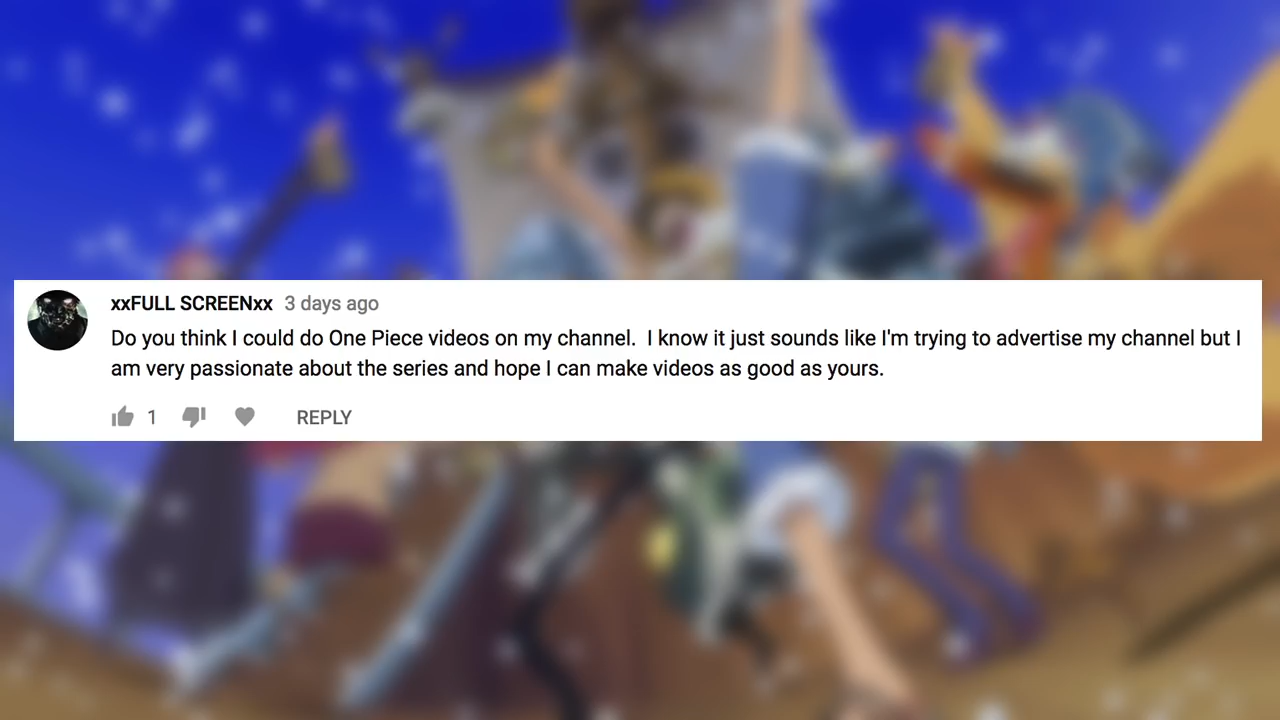 xxFULL SCREENxx 3 days ago
Do you think I could do One Piece videos on my channel.  I know it just sounds like I'm trying to advertise my channel but I
am very passionate about the series and hope I can make videos as good as yours.
1 REPLY